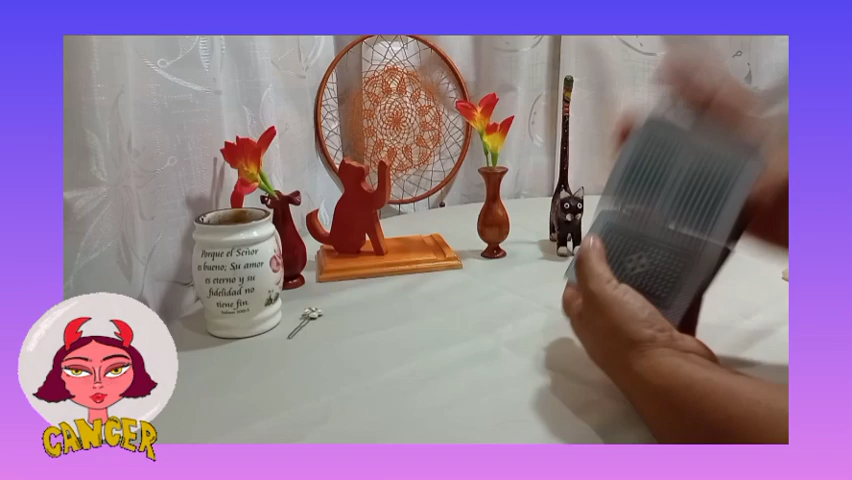 Porque el Señor
es bueno; Su amor
es eterno y su
fidelidad no
tiene fin.
CANCER